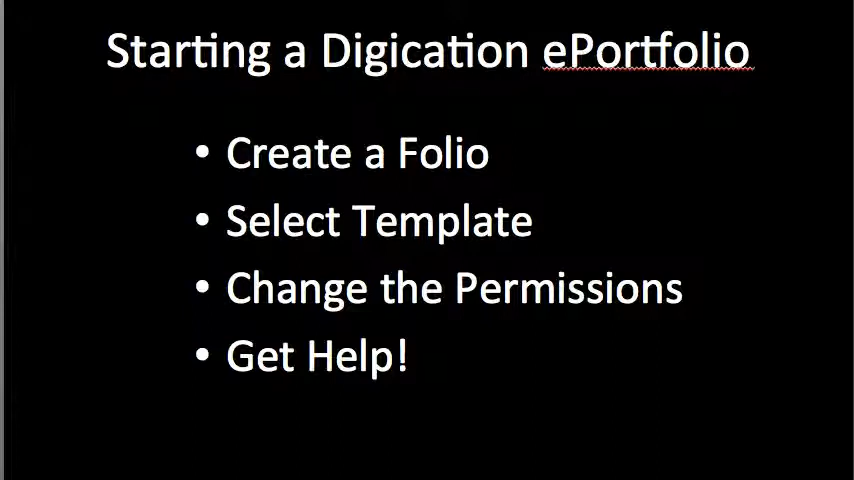 Starting a Digication ePortfolio
• Create a Folio
• Select Template
• Change the Permissions
• Get Help!